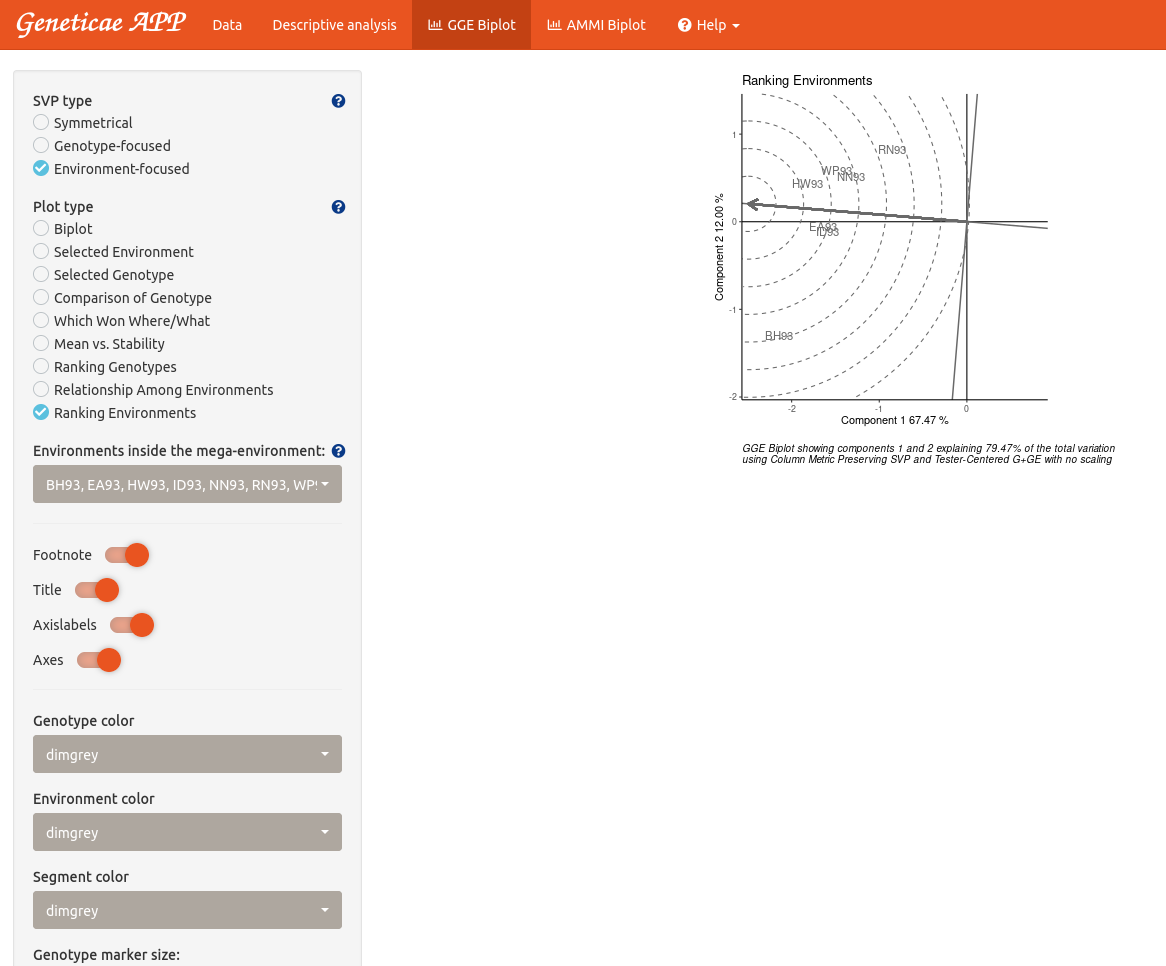 Geneticae APP
Data
Descriptive analysis
GGE Biplot
AMMI Biplot
Help
SVP type
Symmetrical
Genotype-focused
Environment-focused
Plot type
Biplot
Selected Environment
Selected Genotype
Comparison of Genotype
Which Won Where/What
Mean vs. Stability
Ranking Genotypes
Relationship Among Environments
Ranking Environments
Environments inside the mega-environment:
BH93, EA93, HW93, ID93, NN93, RN93, WP9
Footnote
Title
Axislabels
Axes
Genotype color
dimgrey
Environment color
dimgrey
Segment color
dimgrey
Genotype marker size:
Ranking Environments
1
0
-1
-2
Component 2 12.00 %
RN93
WP93
NN93
HW93
EA93
ID93
BH93
-2
-1
0
Component 1 67.47 %
GGE Biplot showing components 1 and 2 explaining 79.47% of the total variation
using Column Metric Preserving SVP and Tester-Centered G+GE with no scaling